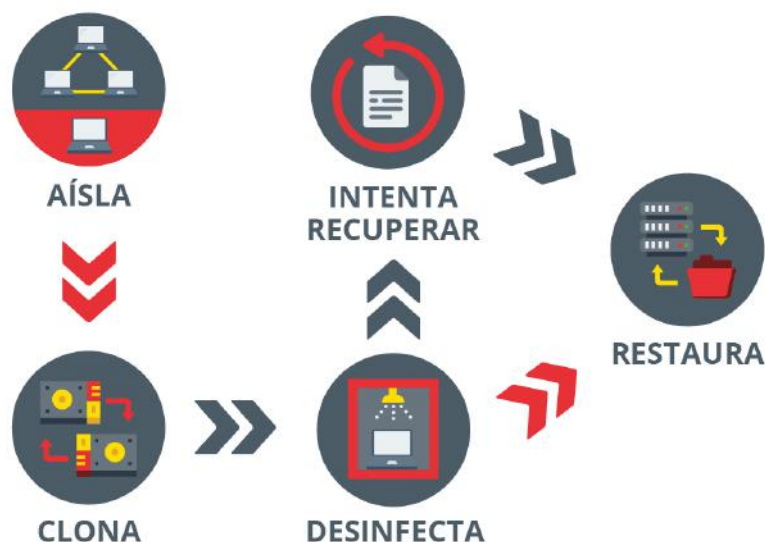 AÍSLA
INTENTA
RECUPERAR
RESTAURA
CLONA
DESINFECTA